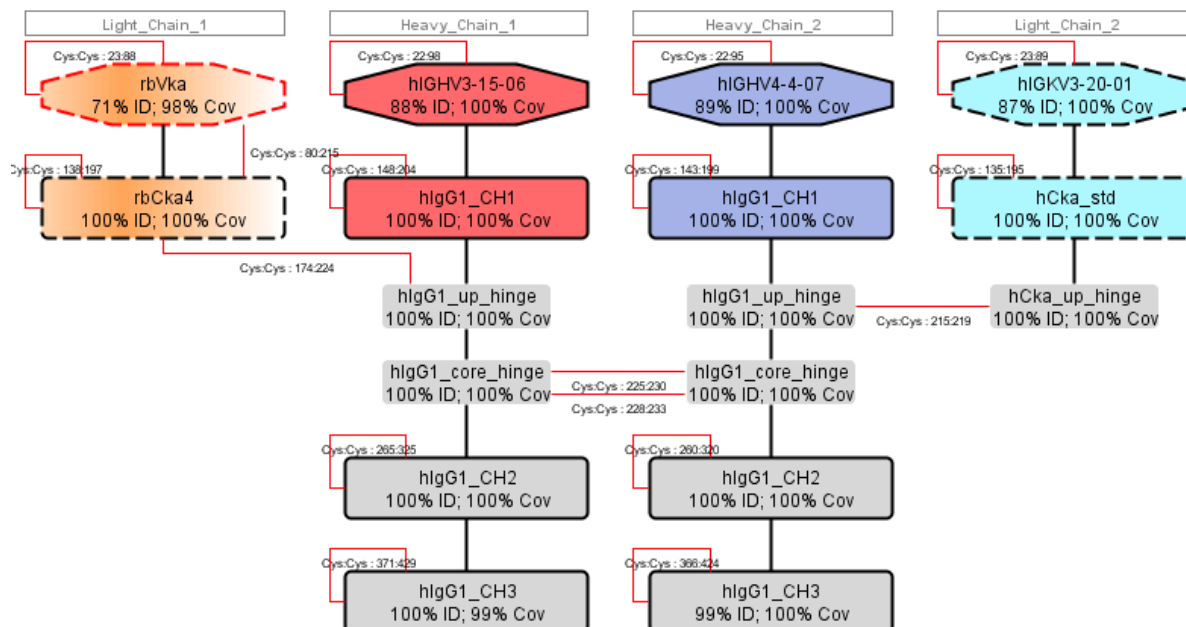 Light_Chain_1
Heavy_Chain_1
Heavy_Chain_2
Light_Chain_2
Cys:Cys : 23:88
Cys:Cys : 22:98
Cys:Cys : 22:95
Cys:Cys : 23:89
rbVka
71% ID; 98% Cov
hIGHV3-15-06
88% ID; 100% Cov
hIGHV4-4-07
89% ID; 100% Cov
hIGKV3-20-01
87% ID; 100% Cov
Cys:Cys : 80:215
Cys:Cys : 138:197
Cys:Cys : 148:204
Cys:Cys : 143:199
Cys:Cys : 135:195
rbCka4
100% ID; 100% Cov
hIgG1_CH1
100% ID; 100% Cov
hIgG1_CH1
100% ID; 100% Cov
hCka_std
100% ID; 100% Cov
Cys:Cys : 174:224
hIgG1_up_hinge
100% ID; 100% Cov
hIgG1_up_hinge
100% ID; 100% Cov
hCka_up_hinge
100% ID; 100% Cov
Cys:Cys : 215:219
hIgG1_core_hinge
100% ID; 100% Cov
hIgG1_core_hinge
100% ID; 100% Cov
Cys:Cys : 225:230
Cys:Cys : 228:233
Cys:Cys : 265:325
Cys:Cys : 260:320
hIgG1_CH2
100% ID; 100% Cov
hIgG1_CH2
100% ID; 100% Cov
Cys:Cys : 371:429
Cys:Cys : 366:424
hIgG1_CH3
100% ID; 99% Cov
hIgG1_CH3
99% ID; 100% Cov